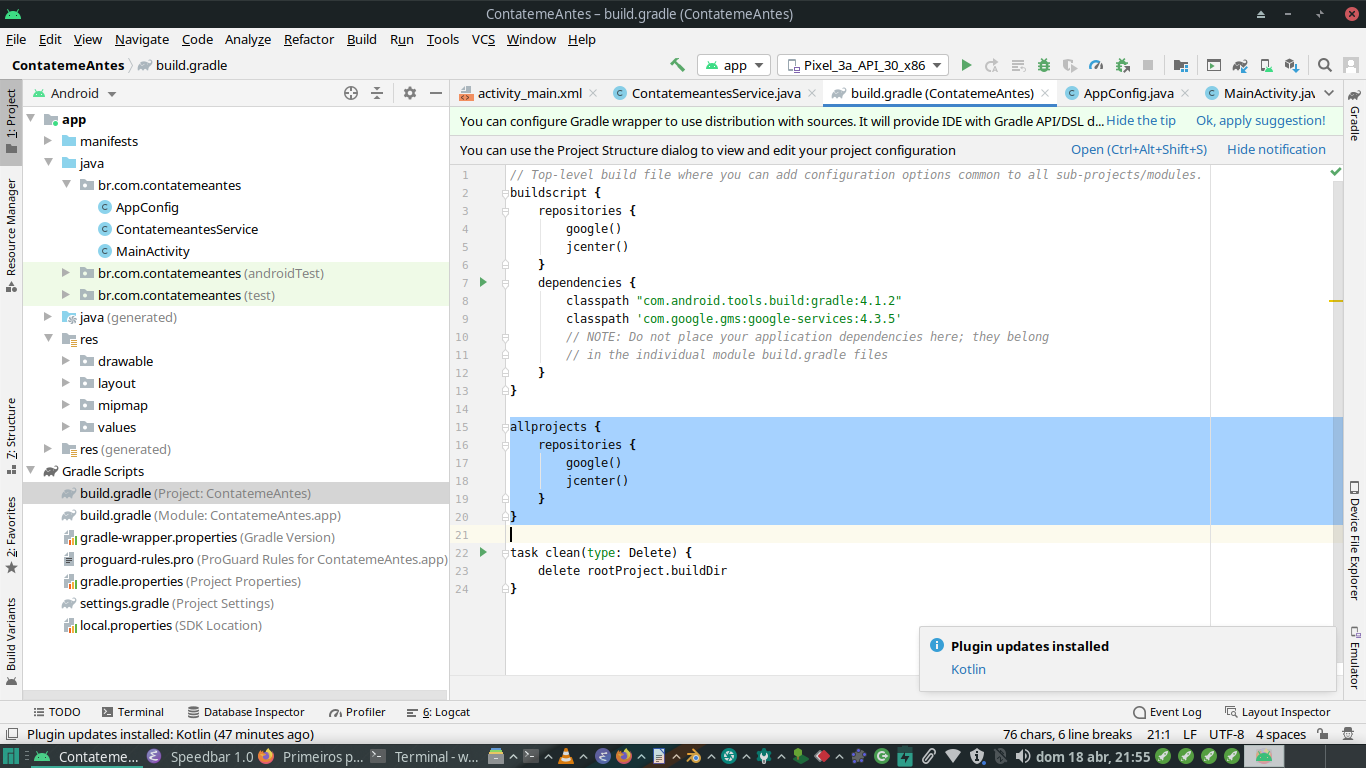 ContatemeAntes – build.gradle (ContatemeAntes)
File Edit View Navigate Code Analyze Refactor Build Run Tools VCS Window Help
ContatemeAntes build.gradle app Pixel_3a_API_30_x86
1: Project
Resource Manager
Z: Structure
2: Favorites
Build Variants
Android
app
manifests
java
br.com.contatemeantes
AppConfig
ContatemeantesService
MainActivity
br.com.contatemeantes (androidTest)
br.com.contatemeantes (test)
java (generated)
res
drawable
layout
mipmap
values
res (generated)
Gradle Scripts
build.gradle (Project: ContatemeAntes)
build.gradle (Module: ContatemeAntes.app)
gradle-wrapper.properties (Gradle Version)
proguard-rules.pro (ProGuard Rules for ContatemeAntes.app)
gradle.properties (Project Properties)
settings.gradle (Project Settings)
local.properties (SDK Location)
activity_main.xml ContatemeantesService.java build.gradle (ContatemeAntes) AppConfig.java MainActivity.jav
You can configure Gradle wrapper to use distribution with sources. It will provide IDE with Gradle API/DSL d... Hide the tip Ok, apply suggestion!
You can use the Project Structure dialog to view and edit your project configuration Open (Ctrl+Alt+Shift+S) Hide notification
1 // Top-level build file where you can add configuration options common to all sub-projects/modules.
2 buildscript {
3 repositories {
4 google()
5 jcenter()
6 }
7 dependencies {
8 classpath "com.android.tools.build:gradle:4.1.2"
9 classpath 'com.google.gms:google-services:4.3.5'
10 // NOTE: Do not place your application dependencies here; they belong
11 // in the individual module build.gradle files
12 }
13 }
14
15 allprojects {
16 repositories {
17 google()
18 jcenter()
19 }
20 }
21
22 task clean(type: Delete) {
23 delete rootProject.buildDir
24 }
Plugin updates installed
Kotlin
Gradle
Device File Explorer
Emulator
TODO Terminal Database Inspector Profiler 6: Logcat Event Log Layout Inspector
Plugin updates installed: Kotlin (47 minutes ago) 76 chars, 6 line breaks 21:1 LF UTF-8 4 spaces
Contateme... Speedbar 1.0 Primeiros p... Terminal - w... dom 18 abr, 21:55